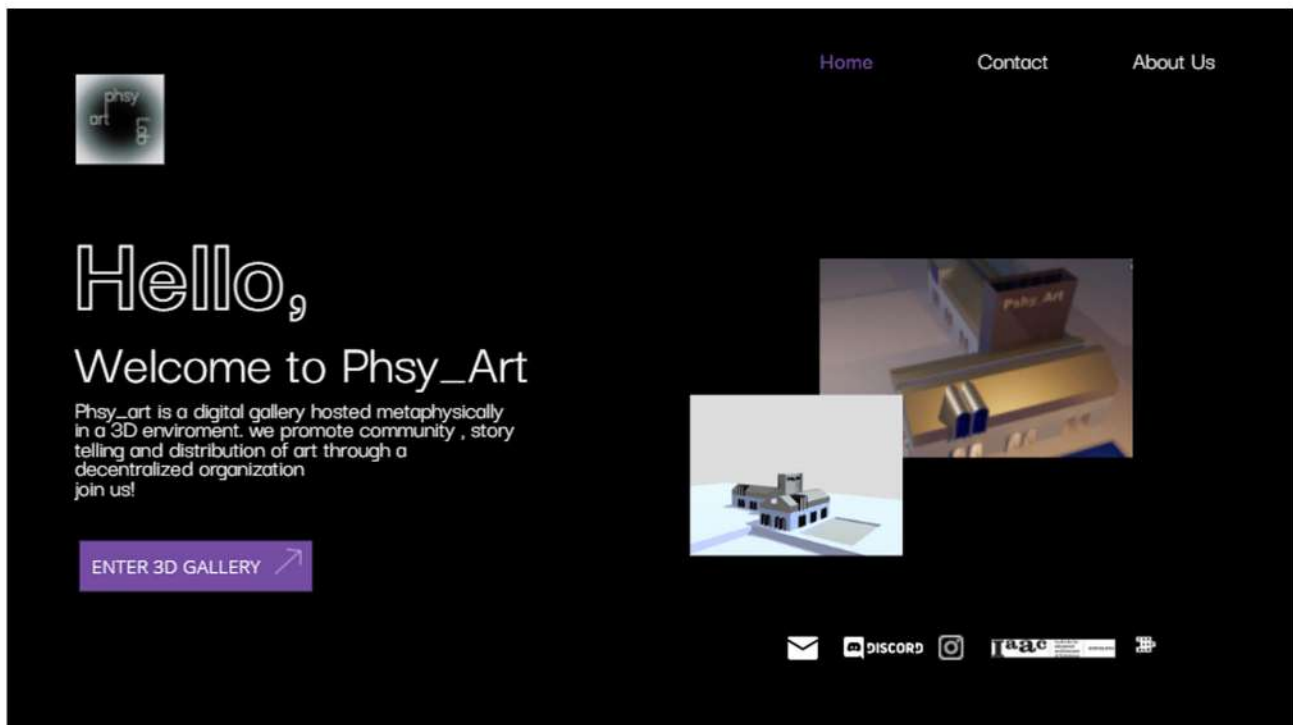 Home Contact About Us
phsy
art
Lab
Hello,
Welcome to Phsy_Art
Phsy_art is a digital gallery hosted metaphysically
in a 3D enviroment. we promote community , story
telling and distribution of art through a
decentralized organization
join us!
Pshy_Art
ENTER 3D GALLERY
DISCORD
Iaac